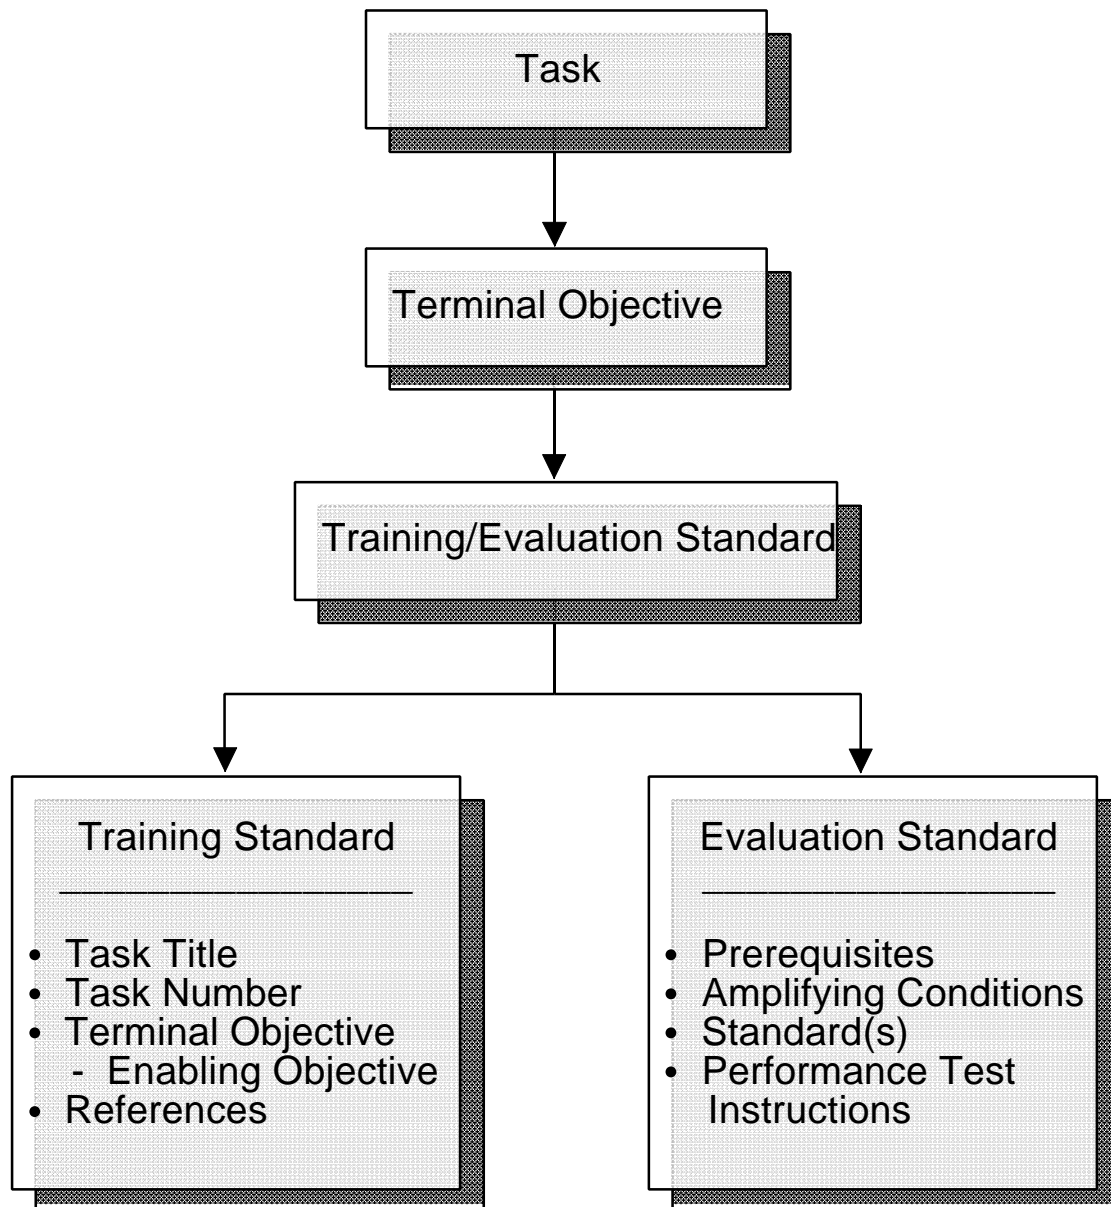 Task
Terminal Objective
Training/Evaluation Standard
Training Standard
• Task Title
• Task Number
• Terminal Objective
- Enabling Objective
• References
Evaluation Standard
• Prerequisites
• Amplifying Conditions
• Standard(s)
• Performance Test
Instructions